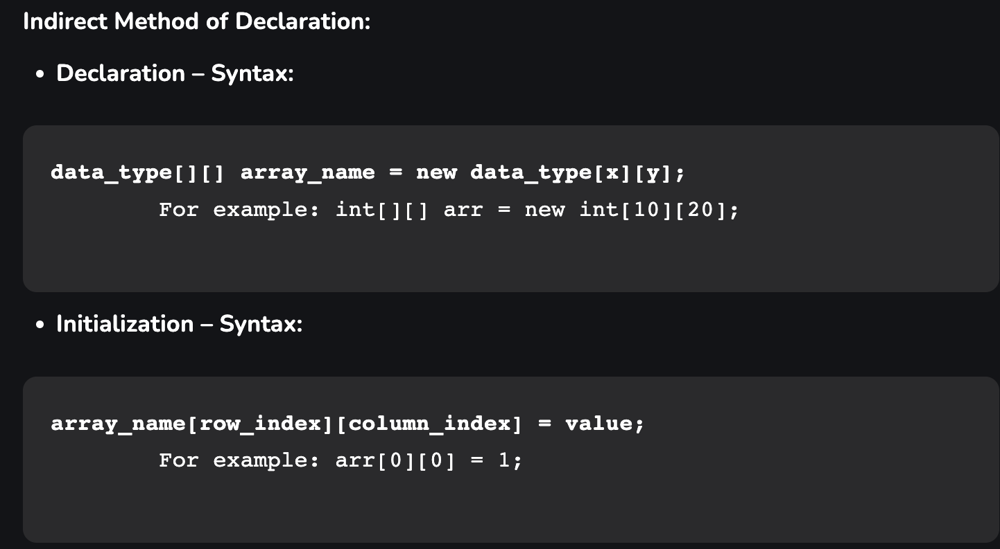 Indirect Method of Declaration:
• Declaration – Syntax:
data_type[][] array_name = new data_type[x][y];
For example: int[][] arr = new int[10][20];
• Initialization – Syntax:
array_name[row_index][column_index] = value;
For example: arr[0][0] = 1;